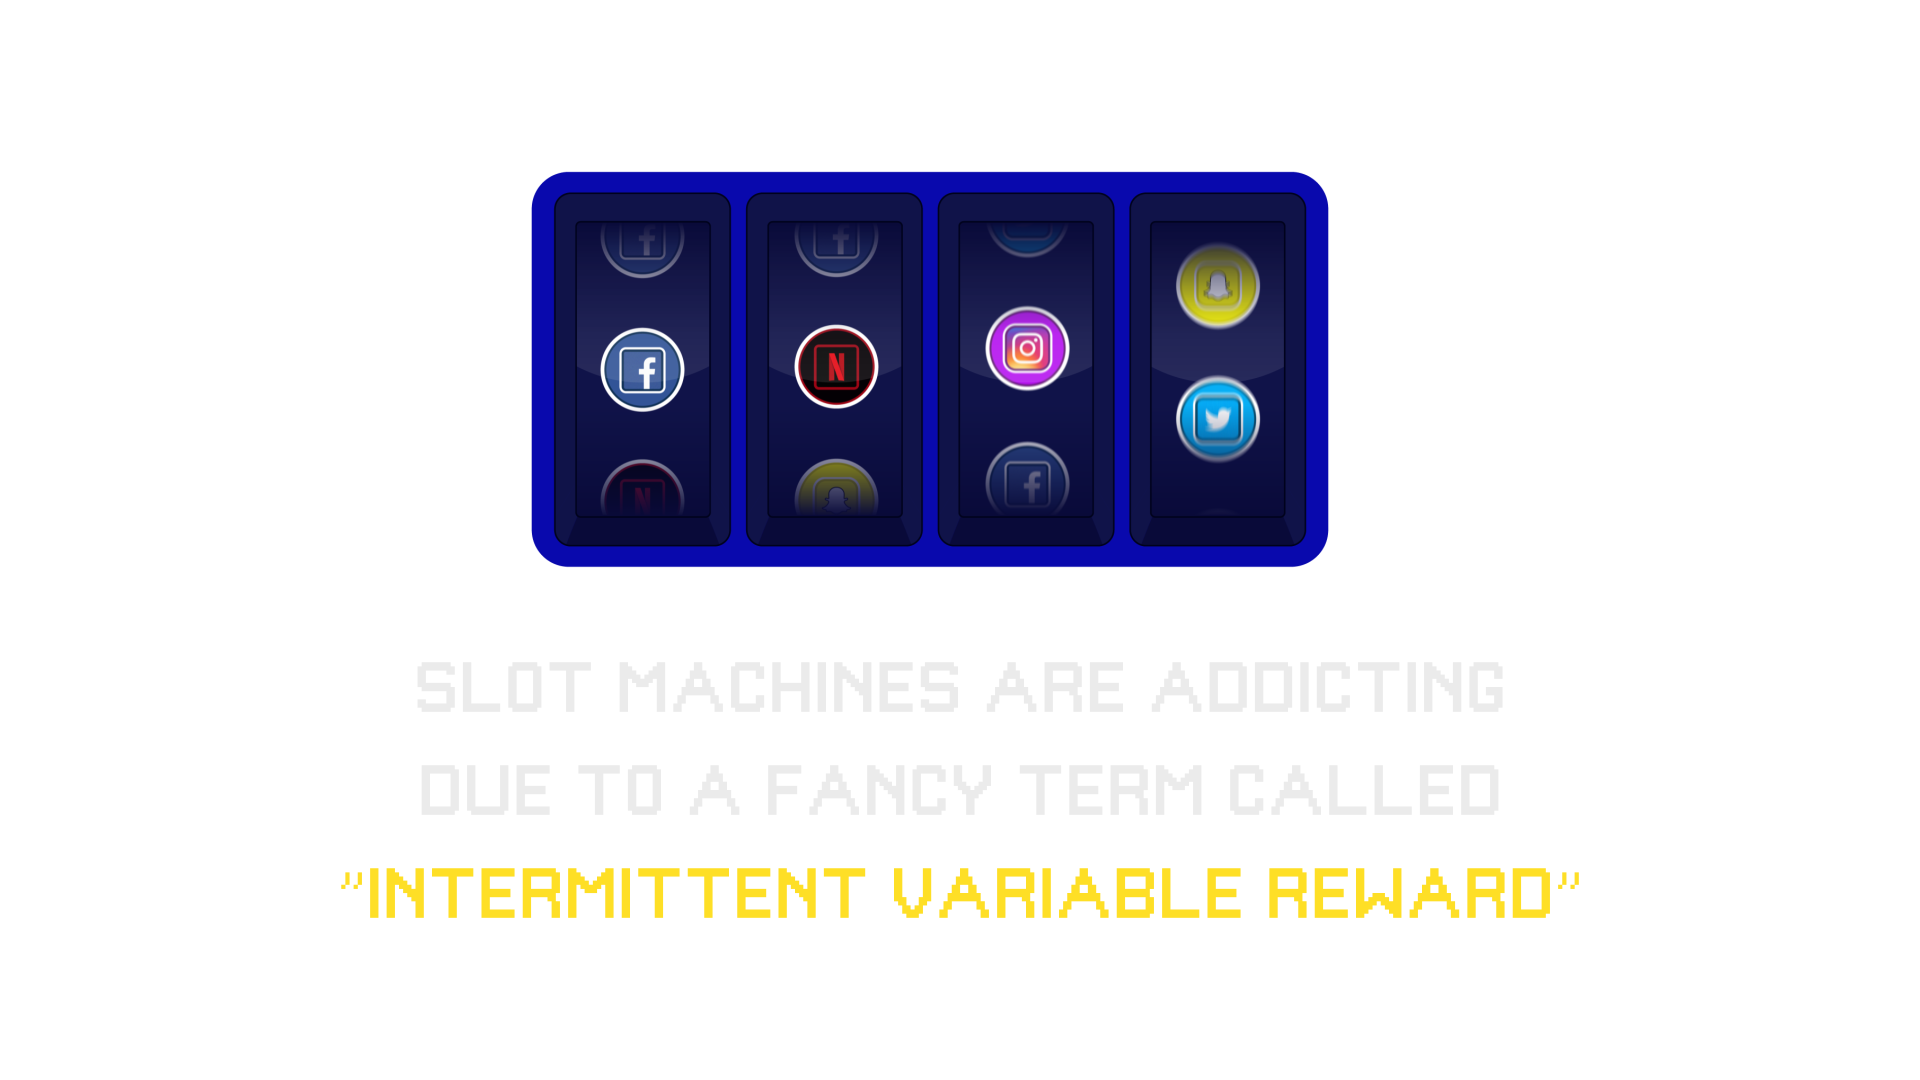 SLOT MACHINES ARE ADDICTING
DUE TO A FANCY TERM CALLED
"INTERMITTENT VARIABLE REWARD"